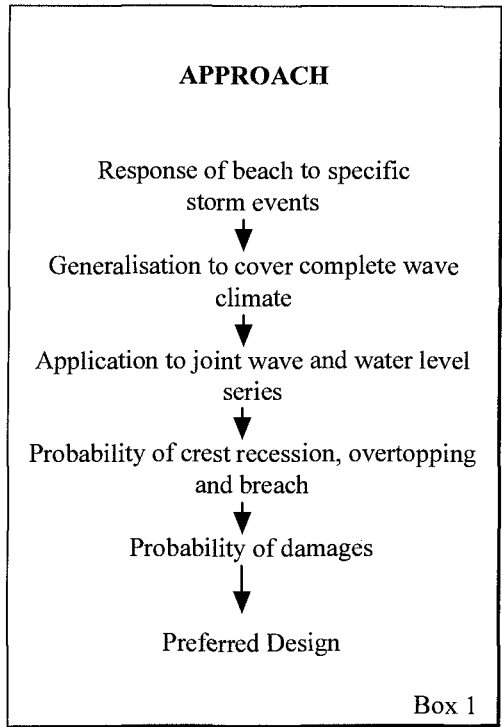 APPROACH
Response of beach to specific
storm events
Generalisation to cover complete wave
climate
Application to joint wave and water level
series
Probability of crest recession, overtopping
and breach
Probability of damages
Preferred Design
Box 1